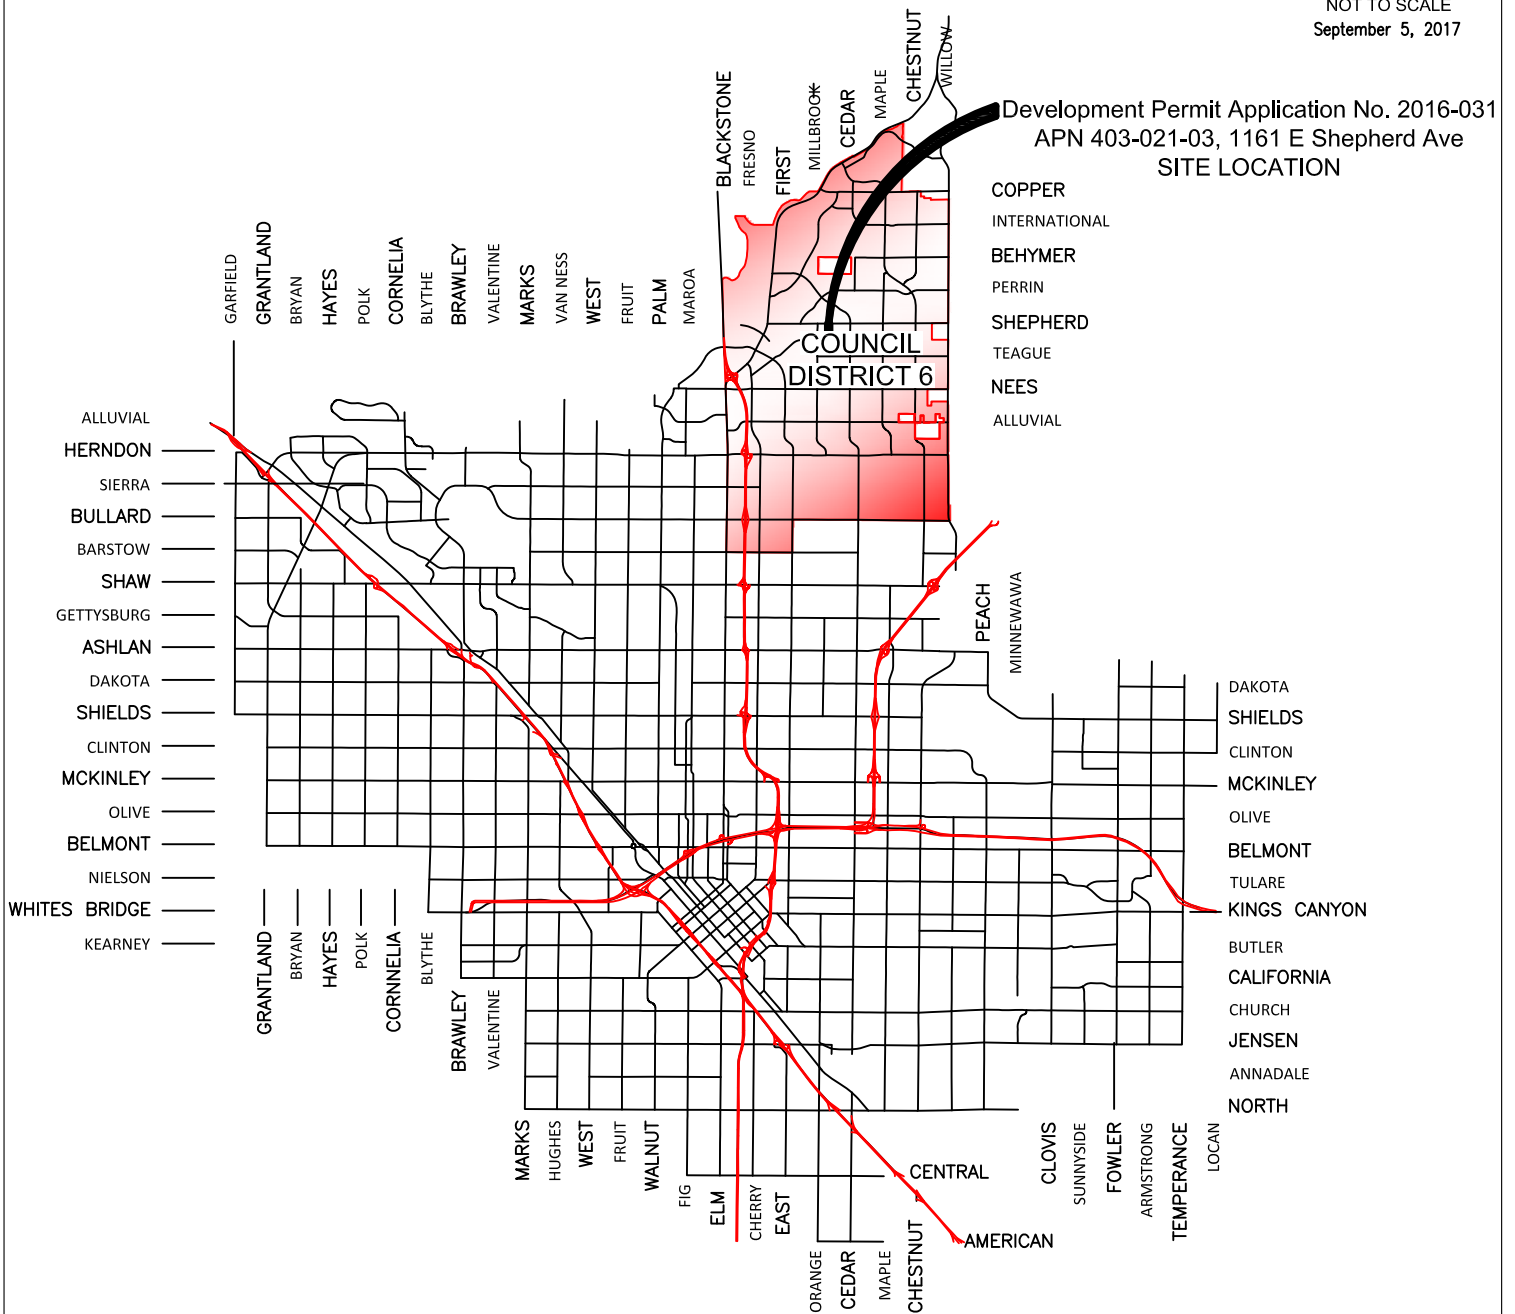 NOT TO SCALE
September 5, 2017
Development Permit Application No. 2016-031
APN 403-021-03, 1161 E Shepherd Ave
SITE LOCATION
BLACKSTONE
FRESNO
FIRST
MILLBROOK
CEDAR
MAPLE
CHESTNUT
WILLOW
COPPER
INTERNATIONAL
BEHYMER
PERRIN
SHEPHERD
TEAGUE
NEES
ALLUVIAL
COUNCIL
DISTRICT 6
GARFIELD
GRANTLAND
BRYAN
HAYES
POLK
CORNELIA
BLYTHE
BRAWLEY
VALENTINE
MARKS
VAN NESS
WEST
FRUIT
PALM
MAROA
ALLUVIAL
HERNDON
SIERRA
BULLARD
BARSTOW
SHAW
GETTYSBURG
ASHLAN
DAKOTA
SHIELDS
CLINTON
MCKINLEY
OLIVE
BELMONT
NIELSON
WHITES BRIDGE
KEARNEY
PEACH
MINNEWAWA
DAKOTA
SHIELDS
CLINTON
MCKINLEY
OLIVE
BELMONT
TULARE
KINGS CANYON
BUTLER
CALIFORNIA
CHURCH
JENSEN
ANNADALE
NORTH
GRANTLAND
BRYAN
HAYES
POLK
CORNNELIA
BLYTHE
BRAWLEY
VALENTINE
MARKS
HUGHES
WEST
FRUIT
WALNUT
FIG
ELM
CHERRY
EAST
ORANGE
CEDAR
MAPLE
CHESTNUT
CENTRAL
AMERICAN
CLOVIS
SUNNYSIDE
FOWLER
ARMSTRONG
TEMPERANCE
LOCAN